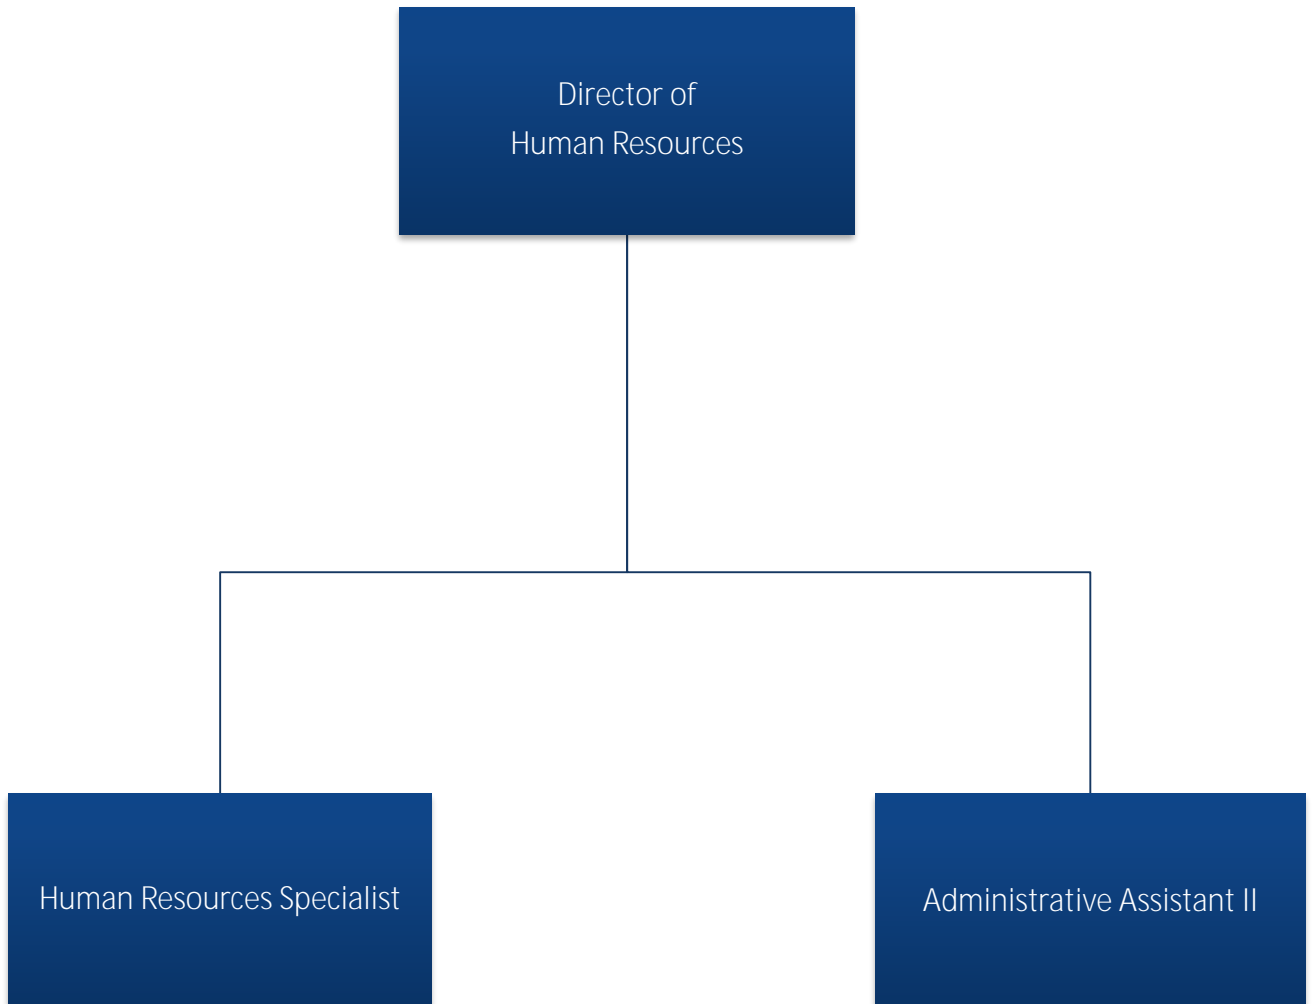 Director of
Human Resources
Human Resources Specialist
Administrative Assistant II